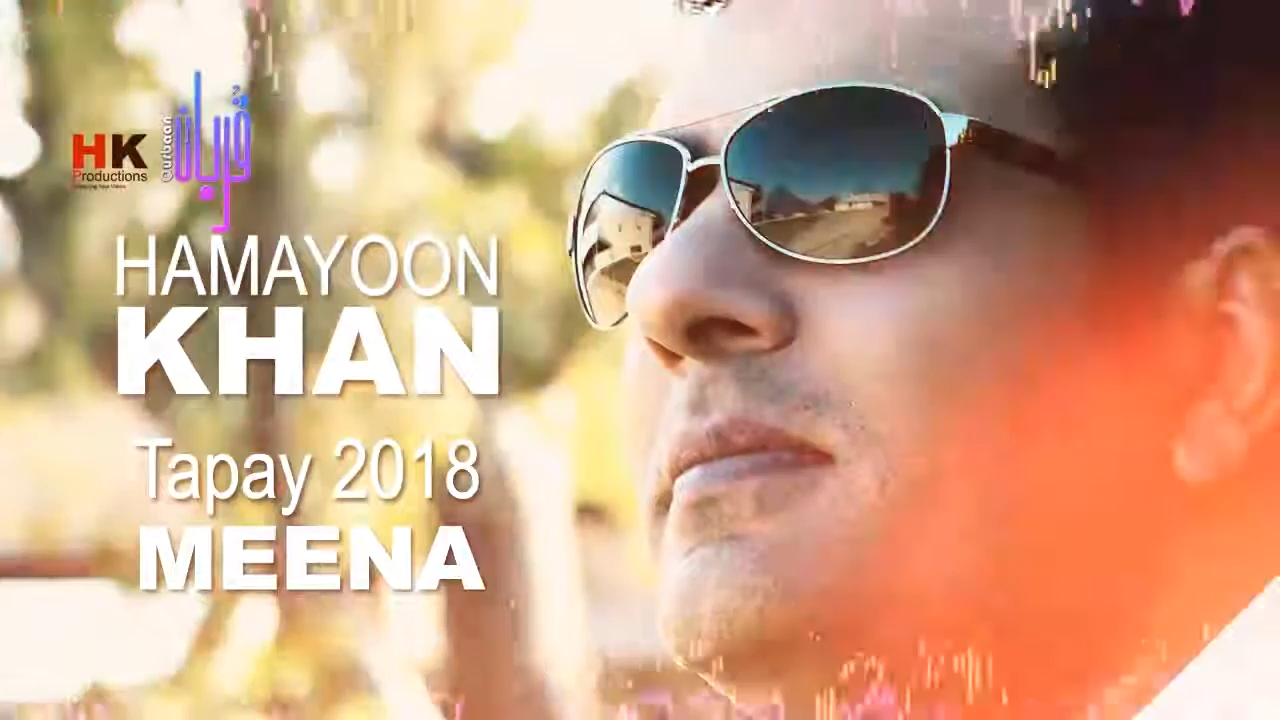 HK
Productions
Qurbaan
قربان
HAMAYOON
KHAN
Tapay 2018
MEENA